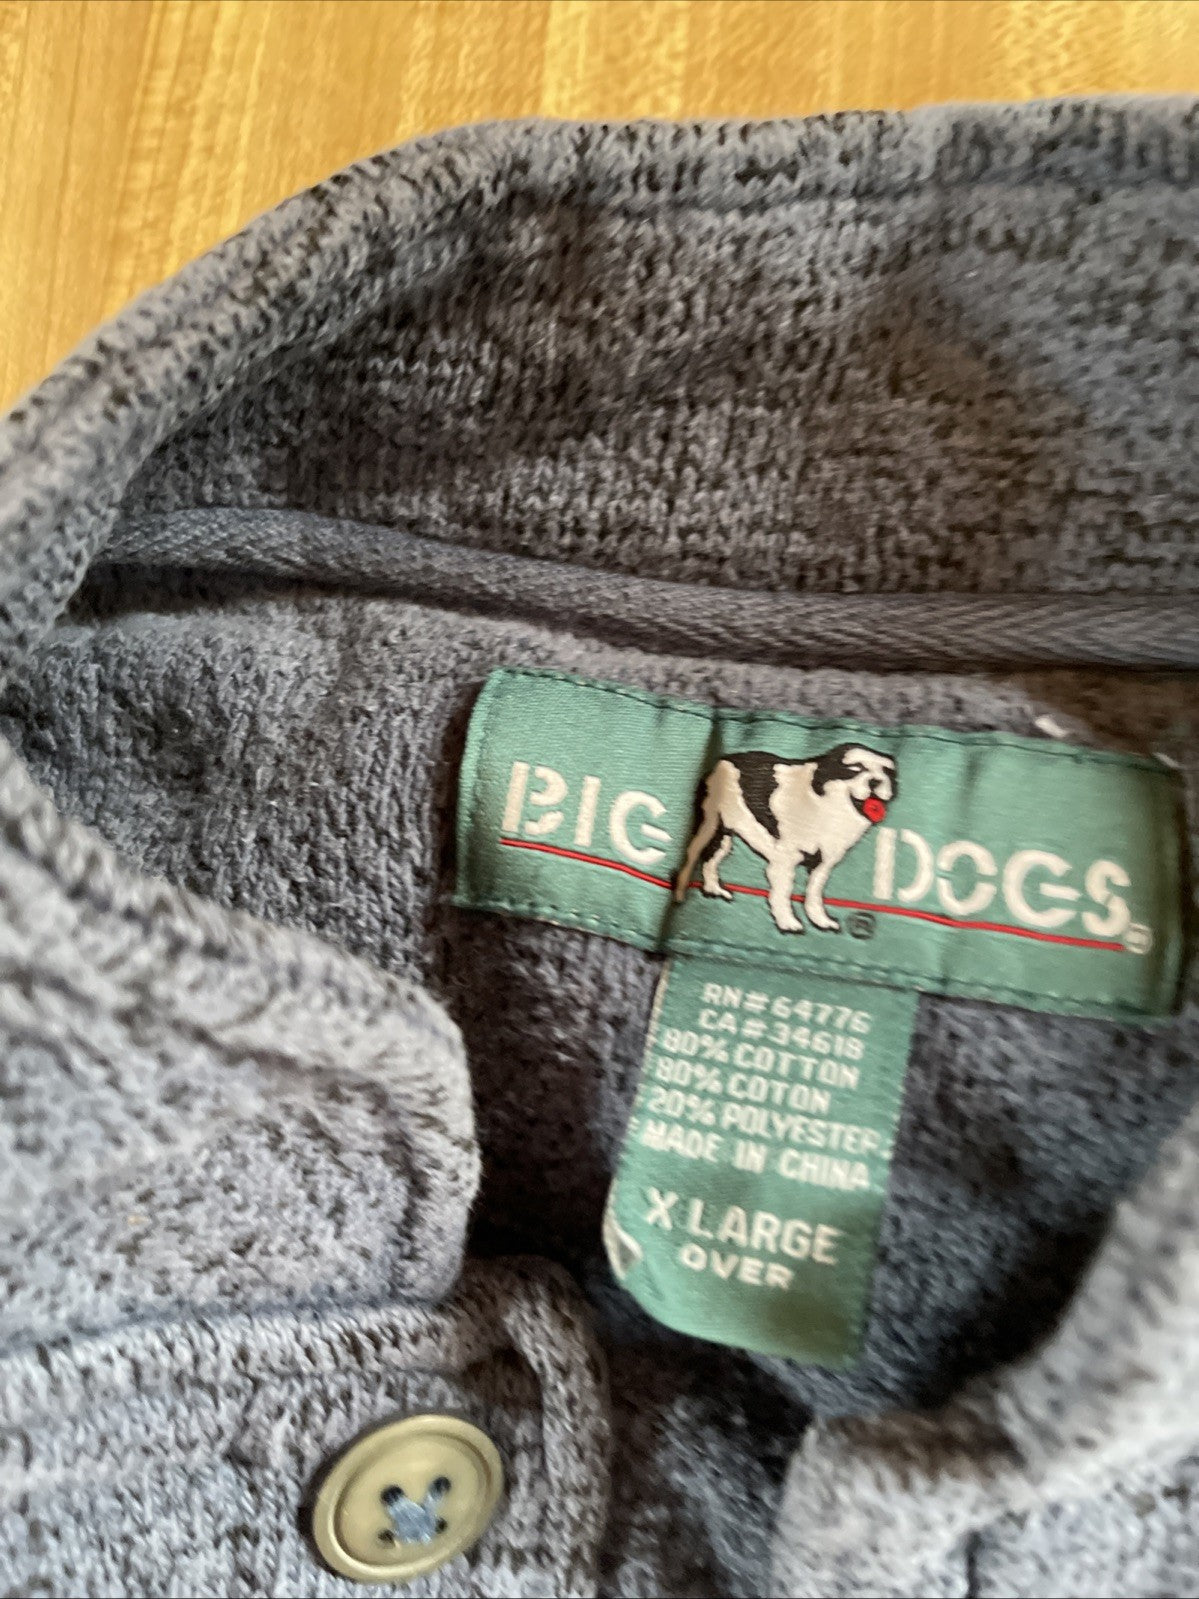 BIG DOGS®
®
RN# 64776
CA# 34618
80% COTTON
80% COTON
20% POLYESTER
MADE IN CHINA
X LARGE
OVER